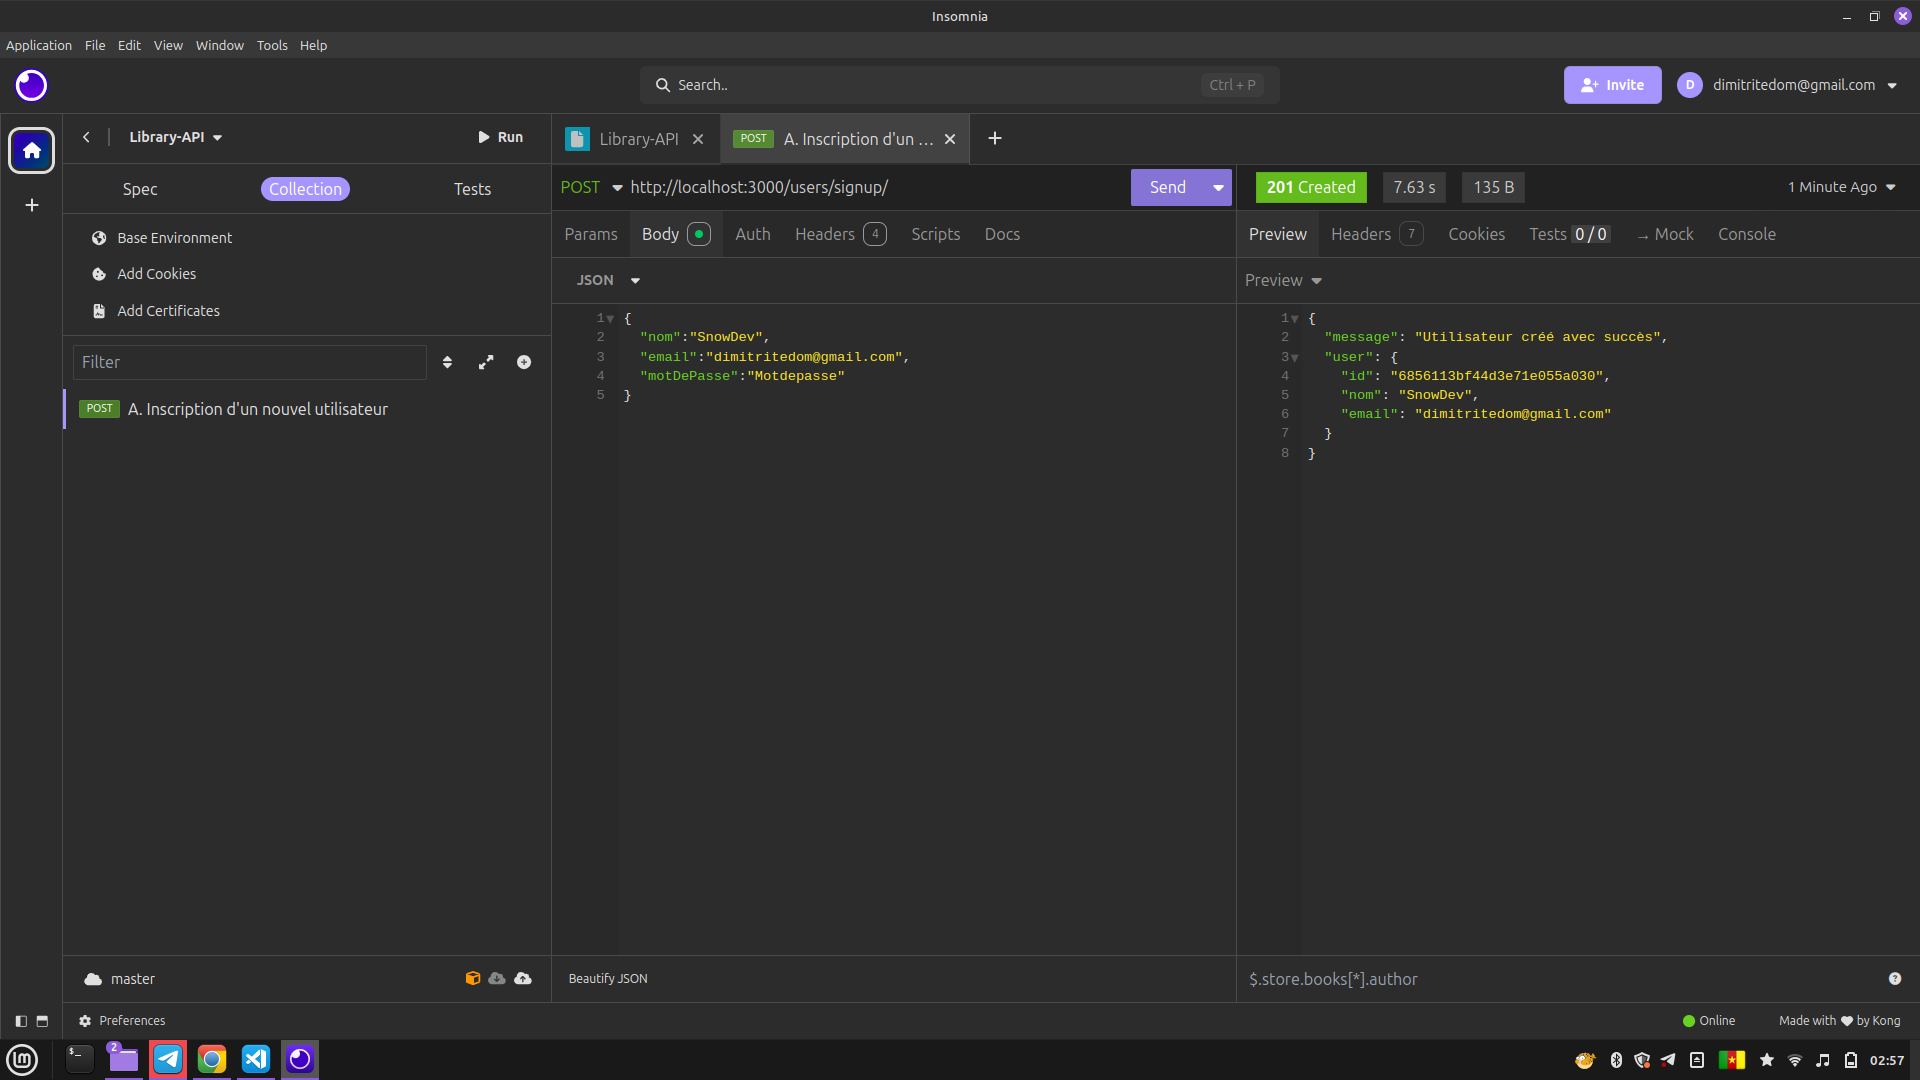 Insomnia
Application File Edit View Window Tools Help
Search.. Ctrl + P
Invite
D dimitritedom@gmail.com
Library-API Run
Library-API
POST A. Inscription d'un ...
Spec Collection Tests
POST http://localhost:3000/users/signup/ Send
201 Created 7.63 s 135 B 1 Minute Ago
Base Environment
Add Cookies
Add Certificates
Filter
POST A. Inscription d'un nouvel utilisateur
Params Body Auth Headers 4 Scripts Docs
JSON
1 {
2 "nom":"SnowDev",
3 "email":"dimitritedom@gmail.com",
4 "motDePasse":"Motdepasse"
5 }
Preview Headers 7 Cookies Tests 0 / 0 → Mock Console
Preview
1 {
2 "message": "Utilisateur créé avec succès",
3 "user": {
4 "id": "6856113bf44d3e71e055a030",
5 "nom": "SnowDev",
6 "email": "dimitritedom@gmail.com"
7 }
8 }
master
Beautify JSON
$.store.books[*].author
Preferences
Online
Made with ❤ by Kong
lm
$_
2
02:57